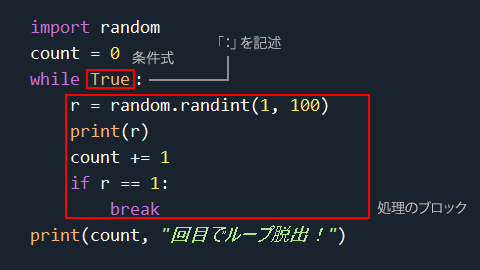 import random
count = 0
条件式
「:」を記述
while True:
r = random.randint(1, 100)
print(r)
count += 1
if r == 1:
break
処理のブロック
print(count, "回目でループ脱出！")